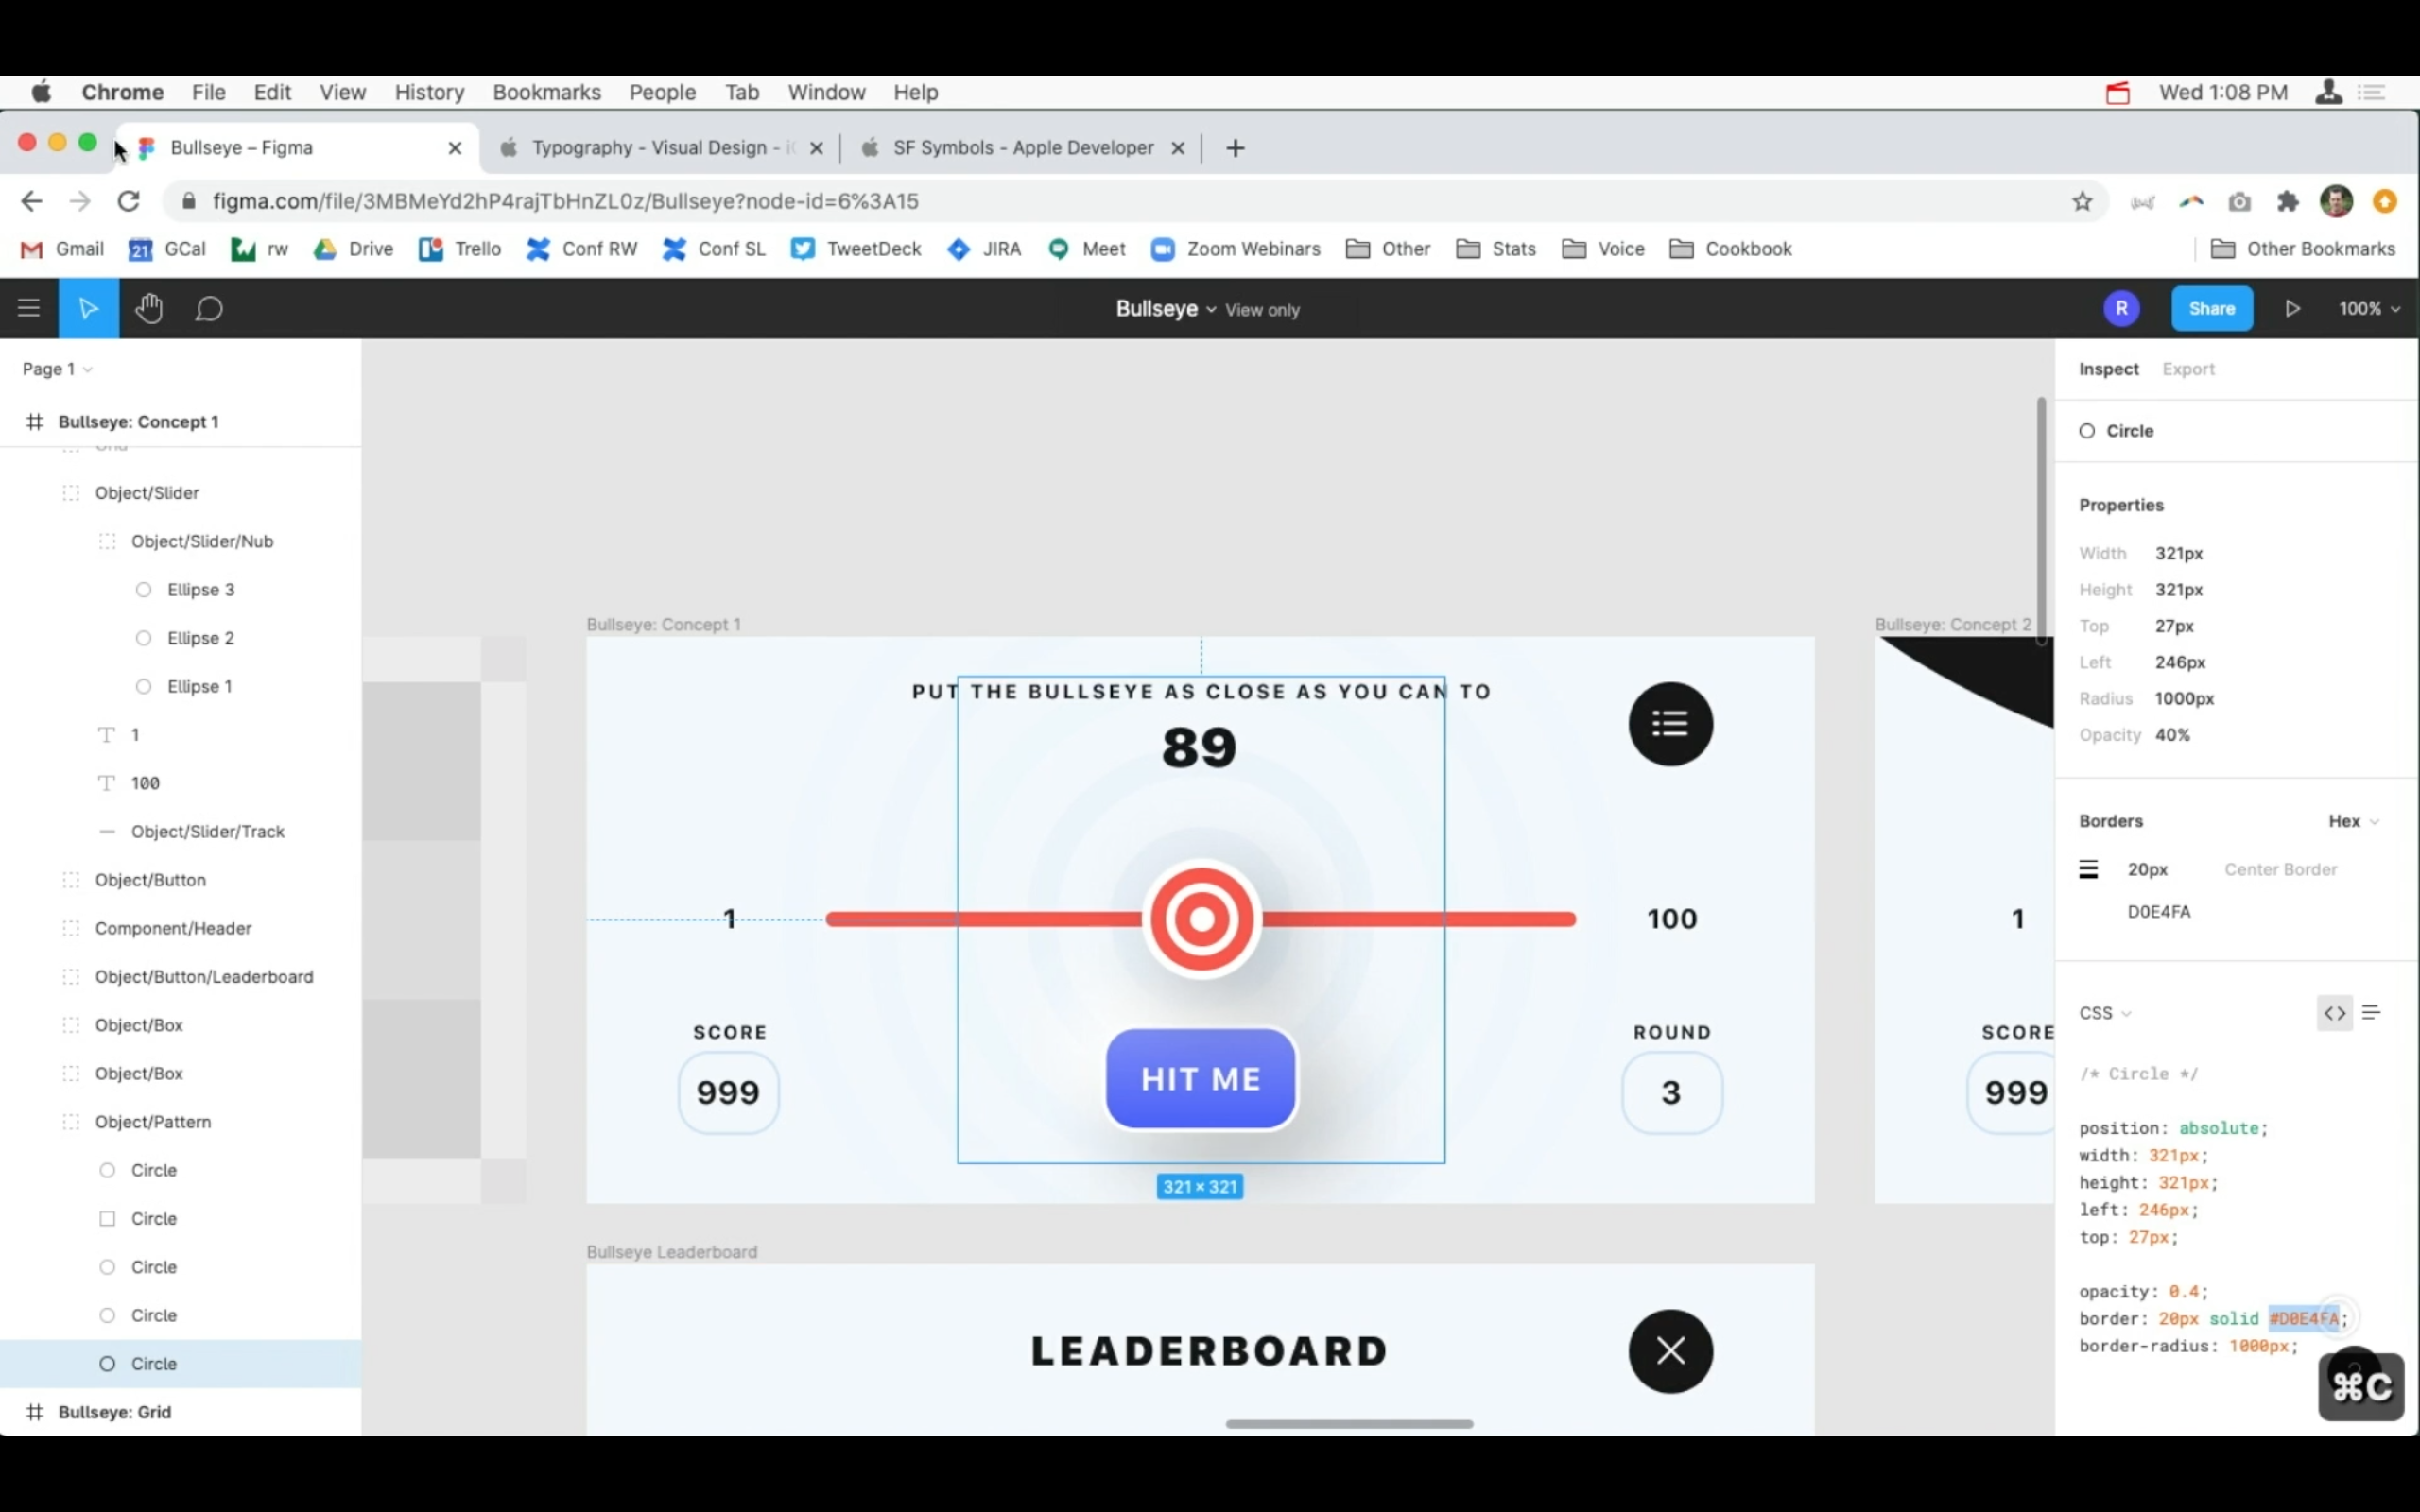 Chrome File Edit View History Bookmarks People Tab Window Help Wed 1:08 PM
Bullseye – Figma Typography - Visual Design - SF Symbols - Apple Developer
figma.com/file/3MBMeYd2hP4rajTbHnZL0z/Bullseye?node-id=6%3A15
Gmail 21 GCal rw Drive Trello Conf RW Conf SL TweetDeck JIRA Meet Zoom Webinars Other Stats Voice Cookbook Other Bookmarks
Bullseye View only R Share 100%
Page 1
Bullseye: Concept 1
Grid
Object/Slider
Object/Slider/Nub
Ellipse 3
Ellipse 2
Ellipse 1
T 1
T 100
Object/Slider/Track
Object/Button
Component/Header
Object/Button/Leaderboard
Object/Box
Object/Box
Object/Pattern
Circle
Circle
Circle
Circle
Circle
Bullseye: Grid
Bullseye: Concept 1
PUT THE BULLSEYE AS CLOSE AS YOU CAN TO
89
1 100
SCORE ROUND
999 HIT ME 3
321 × 321
Bullseye Leaderboard
LEADERBOARD
Bullseye: Concept 2
1
SCORE
999
Inspect Export
Circle
Properties
Width 321px
Height 321px
Top 27px
Left 246px
Radius 1000px
Opacity 40%
Borders Hex
20px Center Border
D0E4FA
CSS
/* Circle */
position: absolute;
width: 321px;
height: 321px;
left: 246px;
top: 27px;
opacity: 0.4;
border: 20px solid #D0E4FA;
border-radius: 1000px;
⌘C